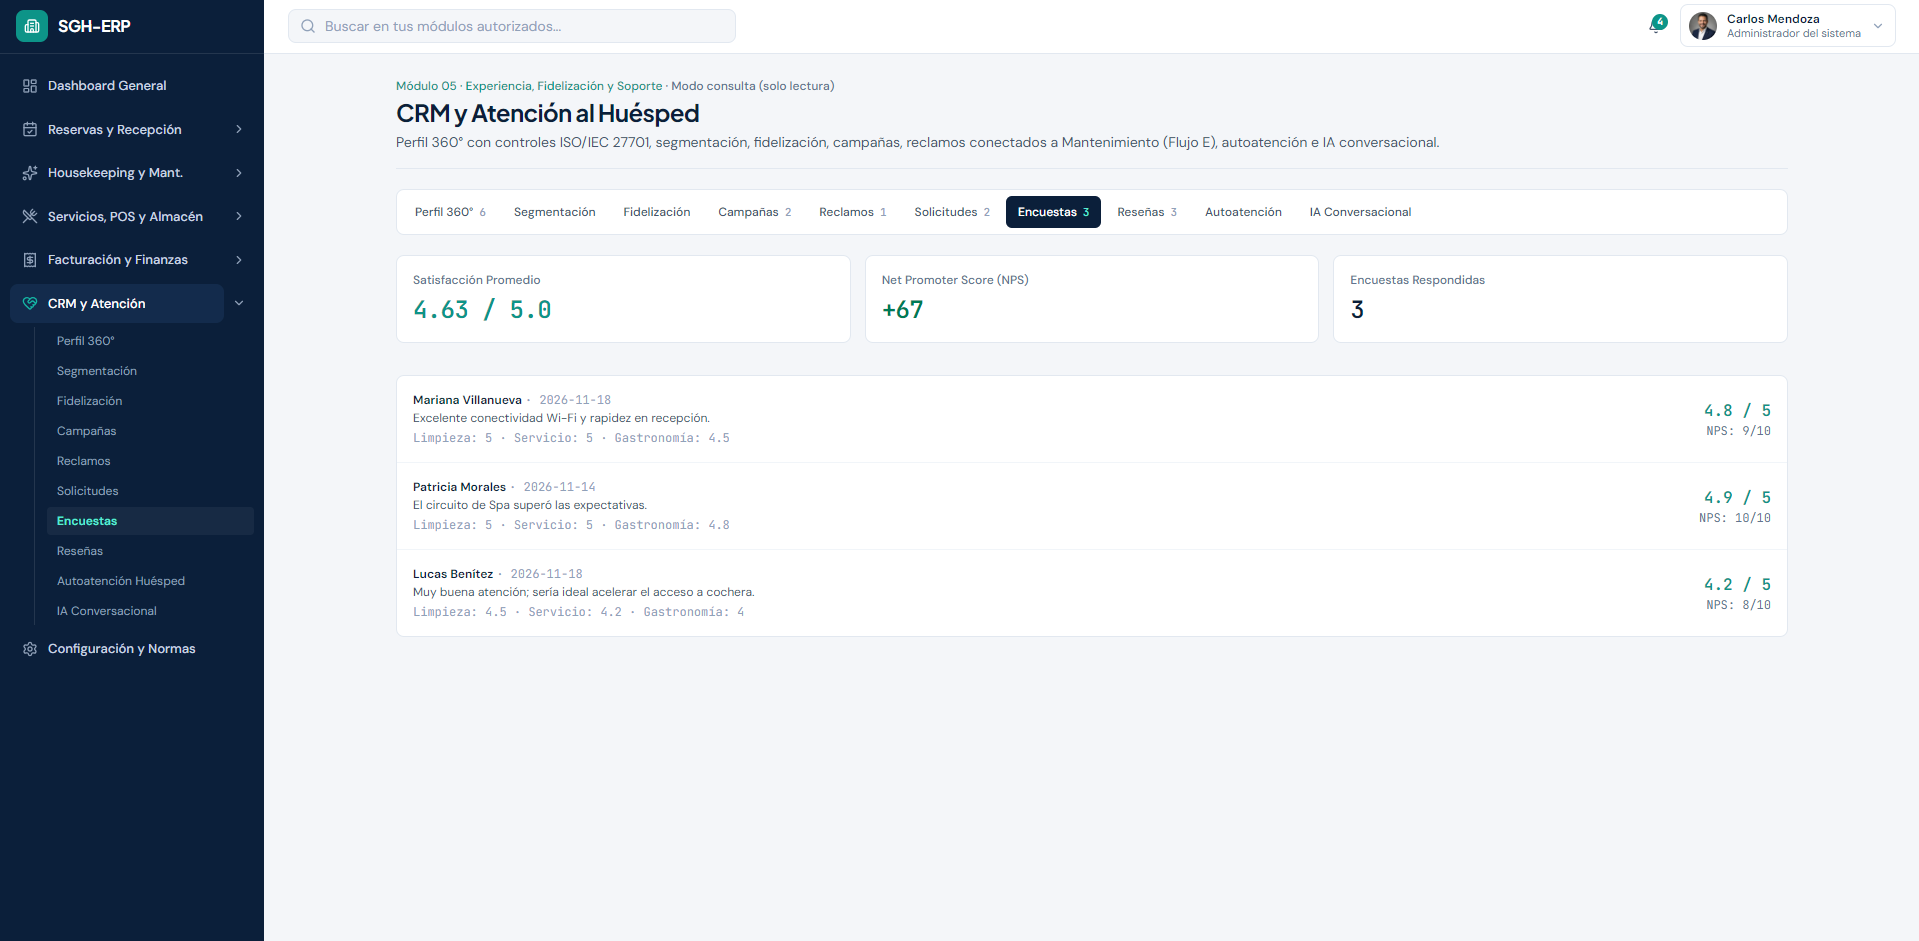 SGH-ERP
Buscar en tus módulos autorizados...
4
Carlos Mendoza
Administrador del sistema
Dashboard General
Reservas y Recepción
Housekeeping y Mant.
Servicios, POS y Almacén
Facturación y Finanzas
CRM y Atención
Perfil 360°
Segmentación
Fidelización
Campañas
Reclamos
Solicitudes
Encuestas
Reseñas
Autoatención Huésped
IA Conversacional
Configuración y Normas
Módulo 05 · Experiencia, Fidelización y Soporte · Modo consulta (solo lectura)
CRM y Atención al Huésped
Perfil 360° con controles ISO/IEC 27701, segmentación, fidelización, campañas, reclamos conectados a Mantenimiento (Flujo E), autoatención e IA conversacional.
Perfil 360° 6 Segmentación Fidelización Campañas 2 Reclamos 1 Solicitudes 2 Encuestas 3 Reseñas 3 Autoatención IA Conversacional
Satisfacción Promedio
4.63 / 5.0
Net Promoter Score (NPS)
+67
Encuestas Respondidas
3
Mariana Villanueva · 2026-11-18
Excelente conectividad Wi-Fi y rapidez en recepción.
Limpieza: 5 · Servicio: 5 · Gastronomía: 4.5
4.8 / 5
NPS: 9/10
Patricia Morales · 2026-11-14
El circuito de Spa superó las expectativas.
Limpieza: 5 · Servicio: 5 · Gastronomía: 4.8
4.9 / 5
NPS: 10/10
Lucas Benítez · 2026-11-18
Muy buena atención; sería ideal acelerar el acceso a cochera.
Limpieza: 4.5 · Servicio: 4.2 · Gastronomía: 4
4.2 / 5
NPS: 8/10